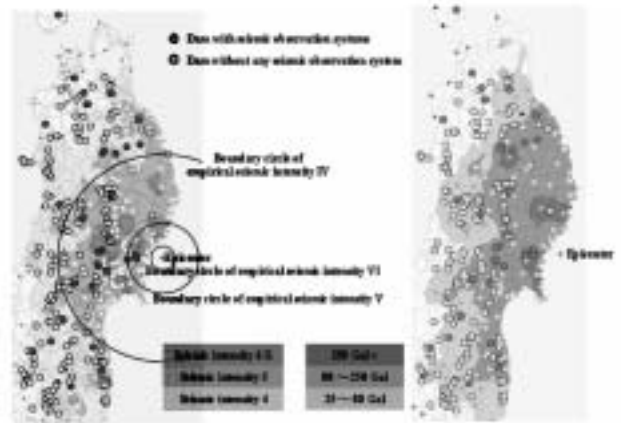 Dam with seismic observation systems
Dam without any seismic observation system
Boundary circle of
empirical seismic intensity IV
Epicenter
Boundary circle of empirical seismic intensity VI
Boundary circle of empirical seismic intensity V
Epicenter
Seismic Intensity
250 Gal
Seismic Intensity 5
80 ~250 Gal
Seismic Intensity 4
25~80 Gal